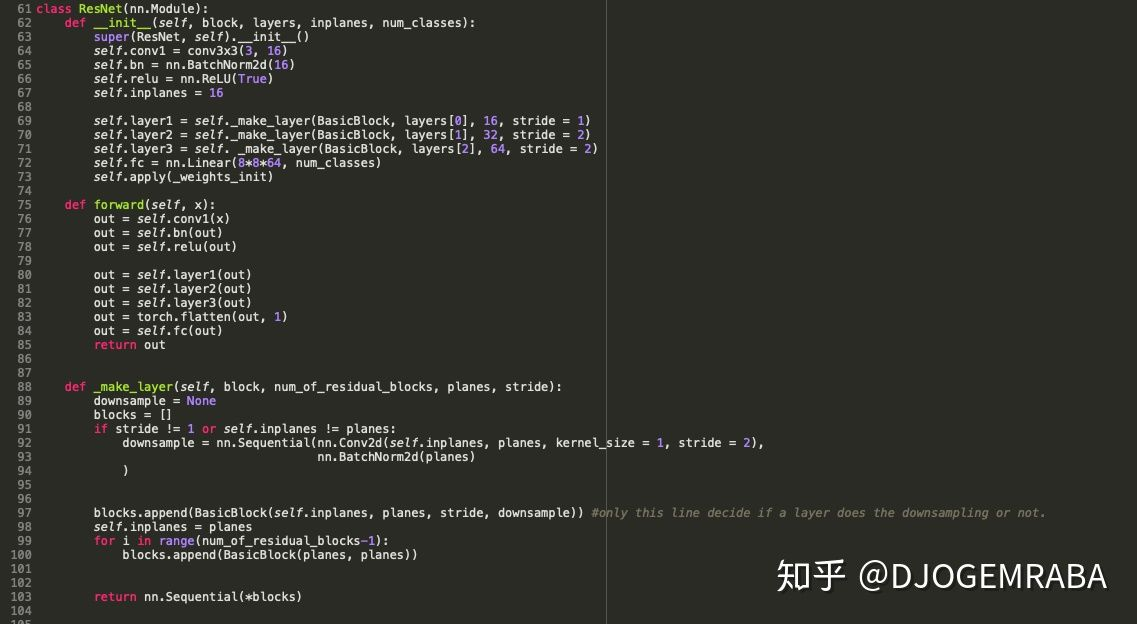 61 class ResNet(nn.Module):
62     def __init__(self, block, layers, inplanes, num_classes):
63         super(ResNet, self).__init__()
64         self.conv1 = conv3x3(3, 16)
65         self.bn = nn.BatchNorm2d(16)
66         self.relu = nn.ReLU(True)
67         self.inplanes = 16
68
69         self.layer1 = self._make_layer(BasicBlock, layers[0], 16, stride = 1)
70         self.layer2 = self._make_layer(BasicBlock, layers[1], 32, stride = 2)
71         self.layer3 = self. _make_layer(BasicBlock, layers[2], 64, stride = 2)
72         self.fc = nn.Linear(8*8*64, num_classes)
73         self.apply(_weights_init)
74
75     def forward(self, x):
76         out = self.conv1(x)
77         out = self.bn(out)
78         out = self.relu(out)
79
80         out = self.layer1(out)
81         out = self.layer2(out)
82         out = self.layer3(out)
83         out = torch.flatten(out, 1)
84         out = self.fc(out)
85         return out
86
87
88     def _make_layer(self, block, num_of_residual_blocks, planes, stride):
89         downsample = None
90         blocks = []
91         if stride != 1 or self.inplanes != planes:
92             downsample = nn.Sequential(nn.Conv2d(self.inplanes, planes, kernel_size = 1, stride = 2),
93                                        nn.BatchNorm2d(planes)
94             )
95
96
97         blocks.append(BasicBlock(self.inplanes, planes, stride, downsample)) #only this line decide if a layer does the downsampling or not.
98         self.inplanes = planes
99         for i in range(num_of_residual_blocks-1):
100             blocks.append(BasicBlock(planes, planes))
101
102
103         return nn.Sequential(*blocks)
104
知乎 @DJOGEMRABA